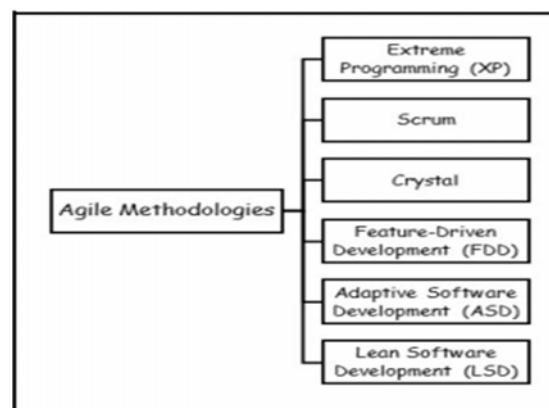 Extreme
Programming (XP)
Scrum
Crystal
Agile Methodologies
Feature-Driven
Development (FDD)
Adaptive Software
Development (ASD)
Lean Software
Development (LSD)